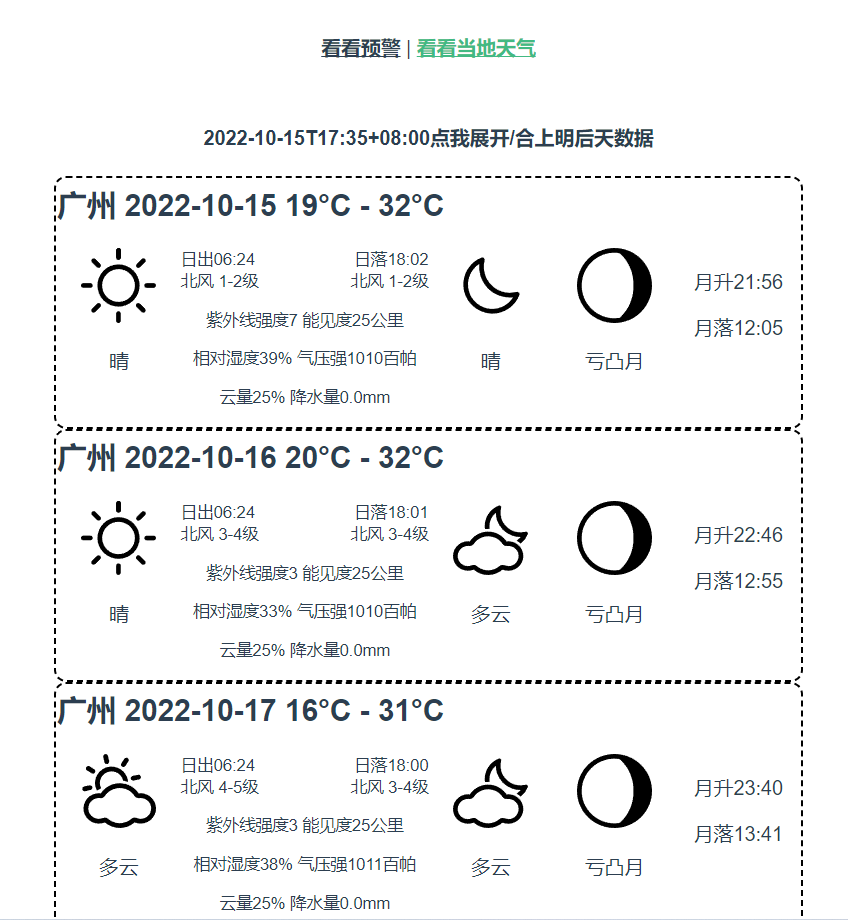 看看预警 | 看看当地天气
2022-10-15T17:35+08:00点我展开/合上明后天数据
广州 2022-10-15 19°C - 32°C
日出06:24 日落18:02
北风 1-2级 北风 1-2级
紫外线强度7 能见度25公里
相对湿度39% 气压强1010百帕
云量25% 降水量0.0mm
晴 晴 亏凸月
月升21:56
月落12:05
广州 2022-10-16 20°C - 32°C
日出06:24 日落18:01
北风 3-4级 北风 3-4级
紫外线强度3 能见度25公里
相对湿度33% 气压强1010百帕
云量25% 降水量0.0mm
晴 多云 亏凸月
月升22:46
月落12:55
广州 2022-10-17 16°C - 31°C
日出06:24 日落18:00
北风 4-5级 北风 3-4级
紫外线强度3 能见度25公里
相对湿度38% 气压强1011百帕
云量25% 降水量0.0mm
多云 多云 亏凸月
月升23:40
月落13:41